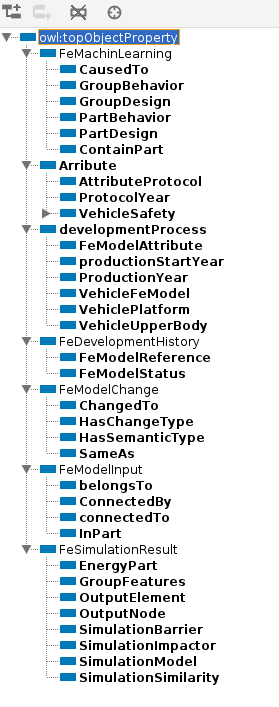 owl:topObjectProperty
FeMachinLearning
CausedTo
GroupBehavior
GroupDesign
PartBehavior
PartDesign
ContainPart
Arribute
AttributeProtocol
ProtocolYear
VehicleSafety
developmentProcess
FeModelAttribute
productionStartYear
ProductionYear
VehicleFeModel
VehiclePlatform
VehicleUpperBody
FeDevelopmentHistory
FeModelReference
FeModelStatus
FeModelChange
ChangedTo
HasChangeType
HasSemanticType
SameAs
FeModelInput
belongsTo
ConnectedBy
connectedTo
InPart
FeSimulationResult
EnergyPart
GroupFeatures
OutputElement
OutputNode
SimulationBarrier
SimulationImpactor
SimulationModel
SimulationSimilarity